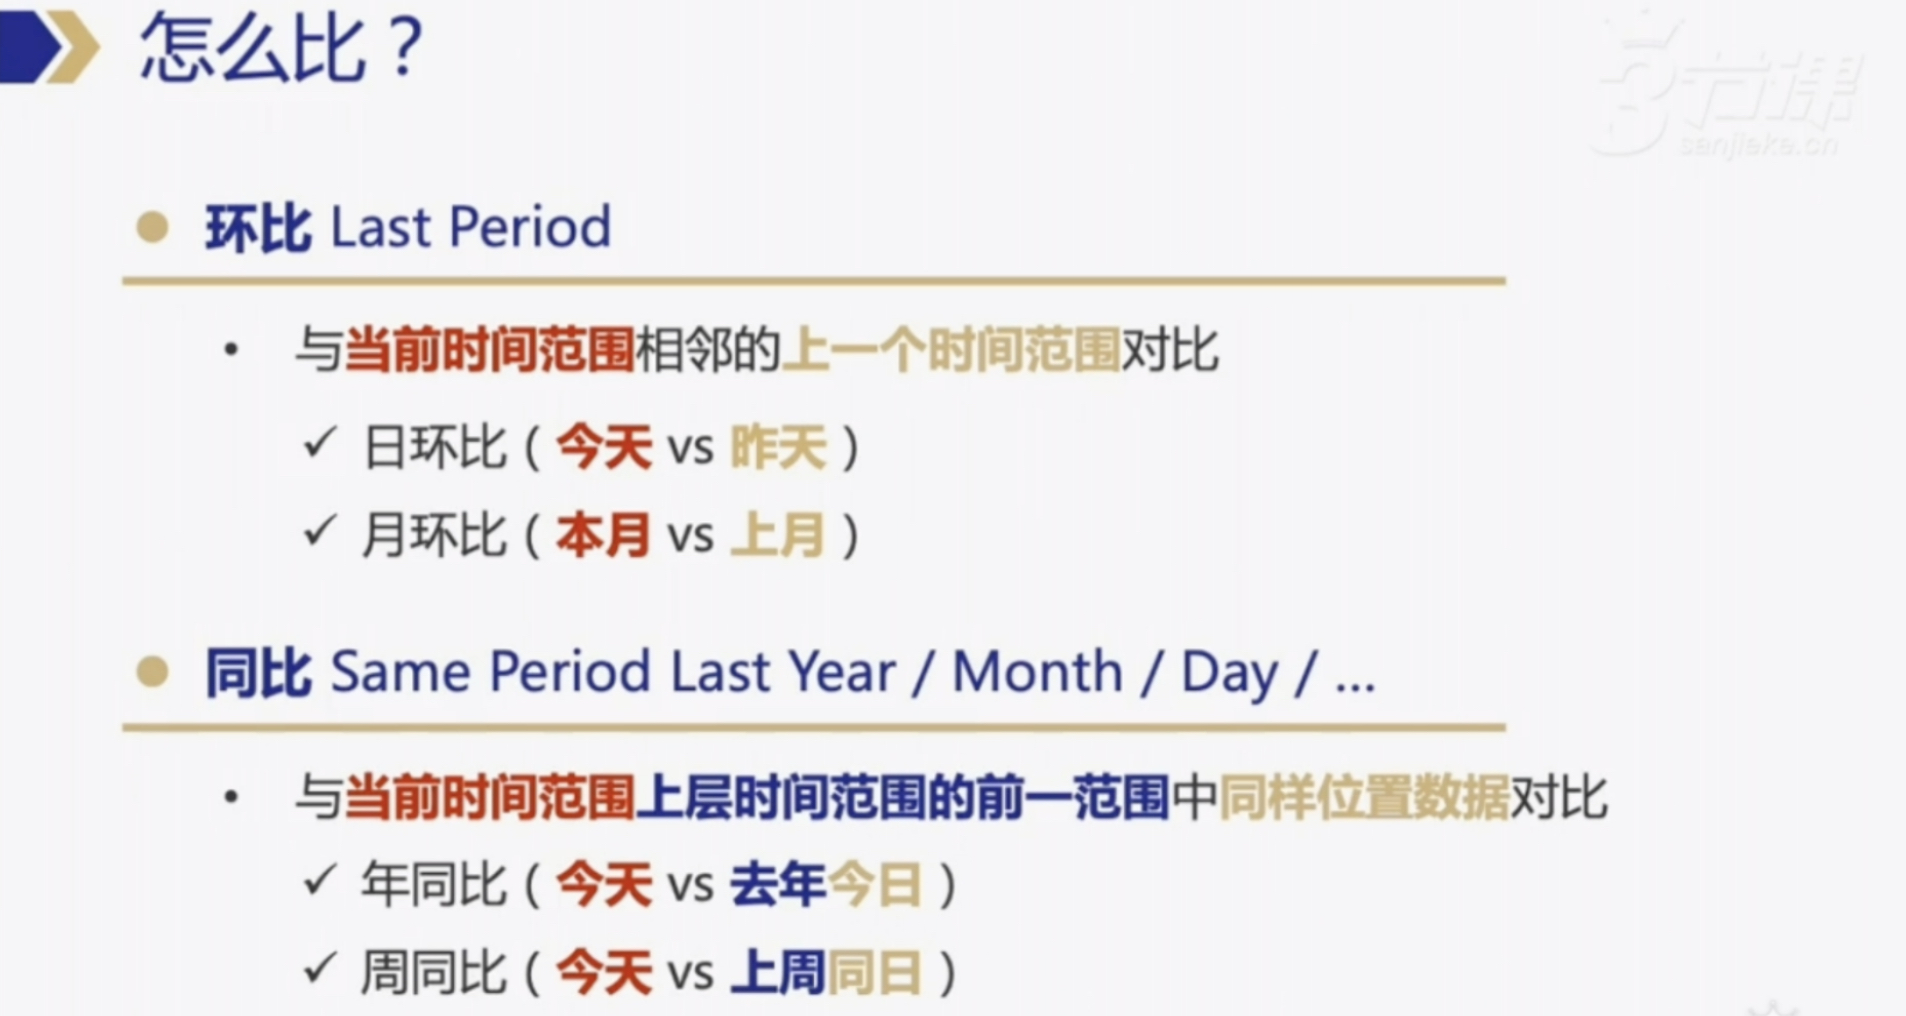 怎么比？
3节课
sanjieke.cn
环比 Last Period
• 与当前时间范围相邻的上一个时间范围对比
✓ 日环比（今天 vs 昨天）
✓ 月环比（本月 vs 上月）
同比 Same Period Last Year / Month / Day / ...
• 与当前时间范围上层时间范围的前一范围中同样位置数据对比
✓ 年同比（今天 vs 去年今日）
✓ 周同比（今天 vs 上周同日）